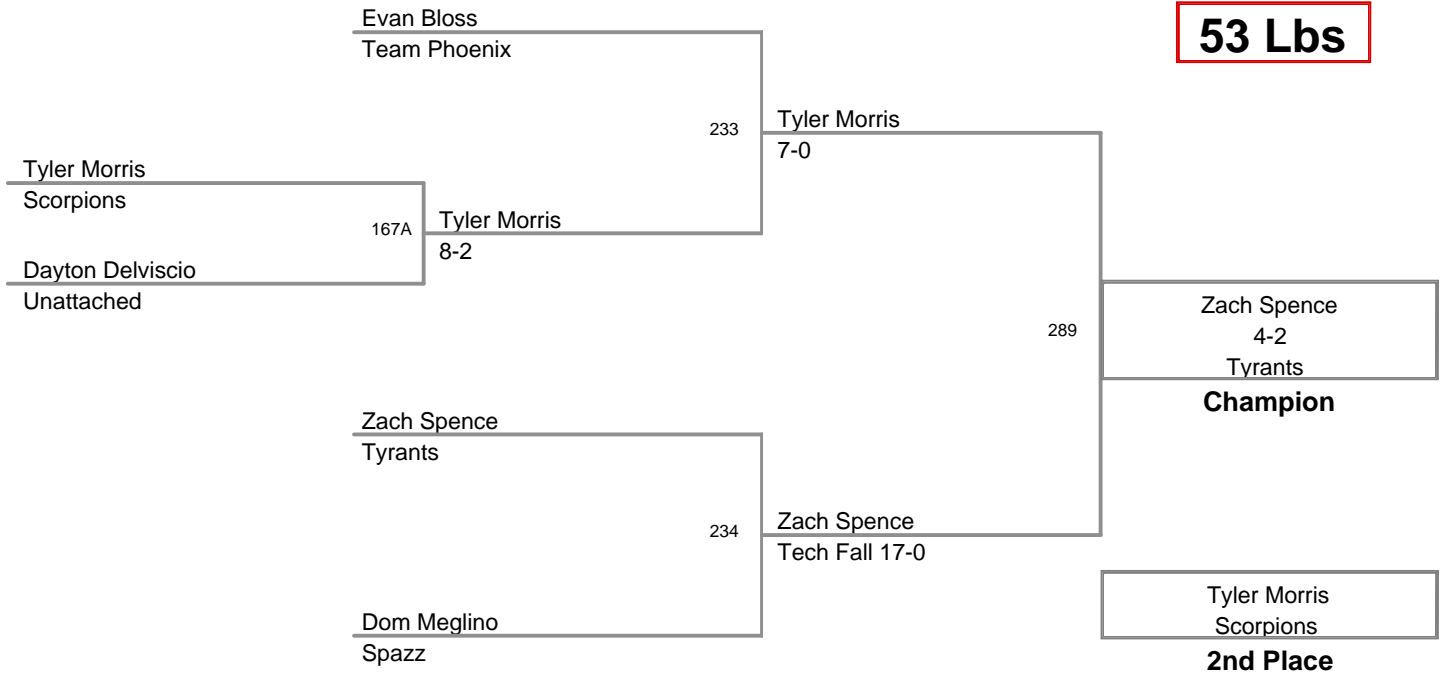 Evan Bloss
Team Phoenix
53 Lbs
233
Tyler Morris
7-0
Tyler Morris
Scorpions
167A
Tyler Morris
8-2
Dayton Delviscio
Unattached
289
Zach Spence
4-2
Tyrants
Champion
Zach Spence
Tyrants
234
Zach Spence
Tech Fall 17-0
Dom Meglino
Spazz
Tyler Morris
Scorpions
2nd Place